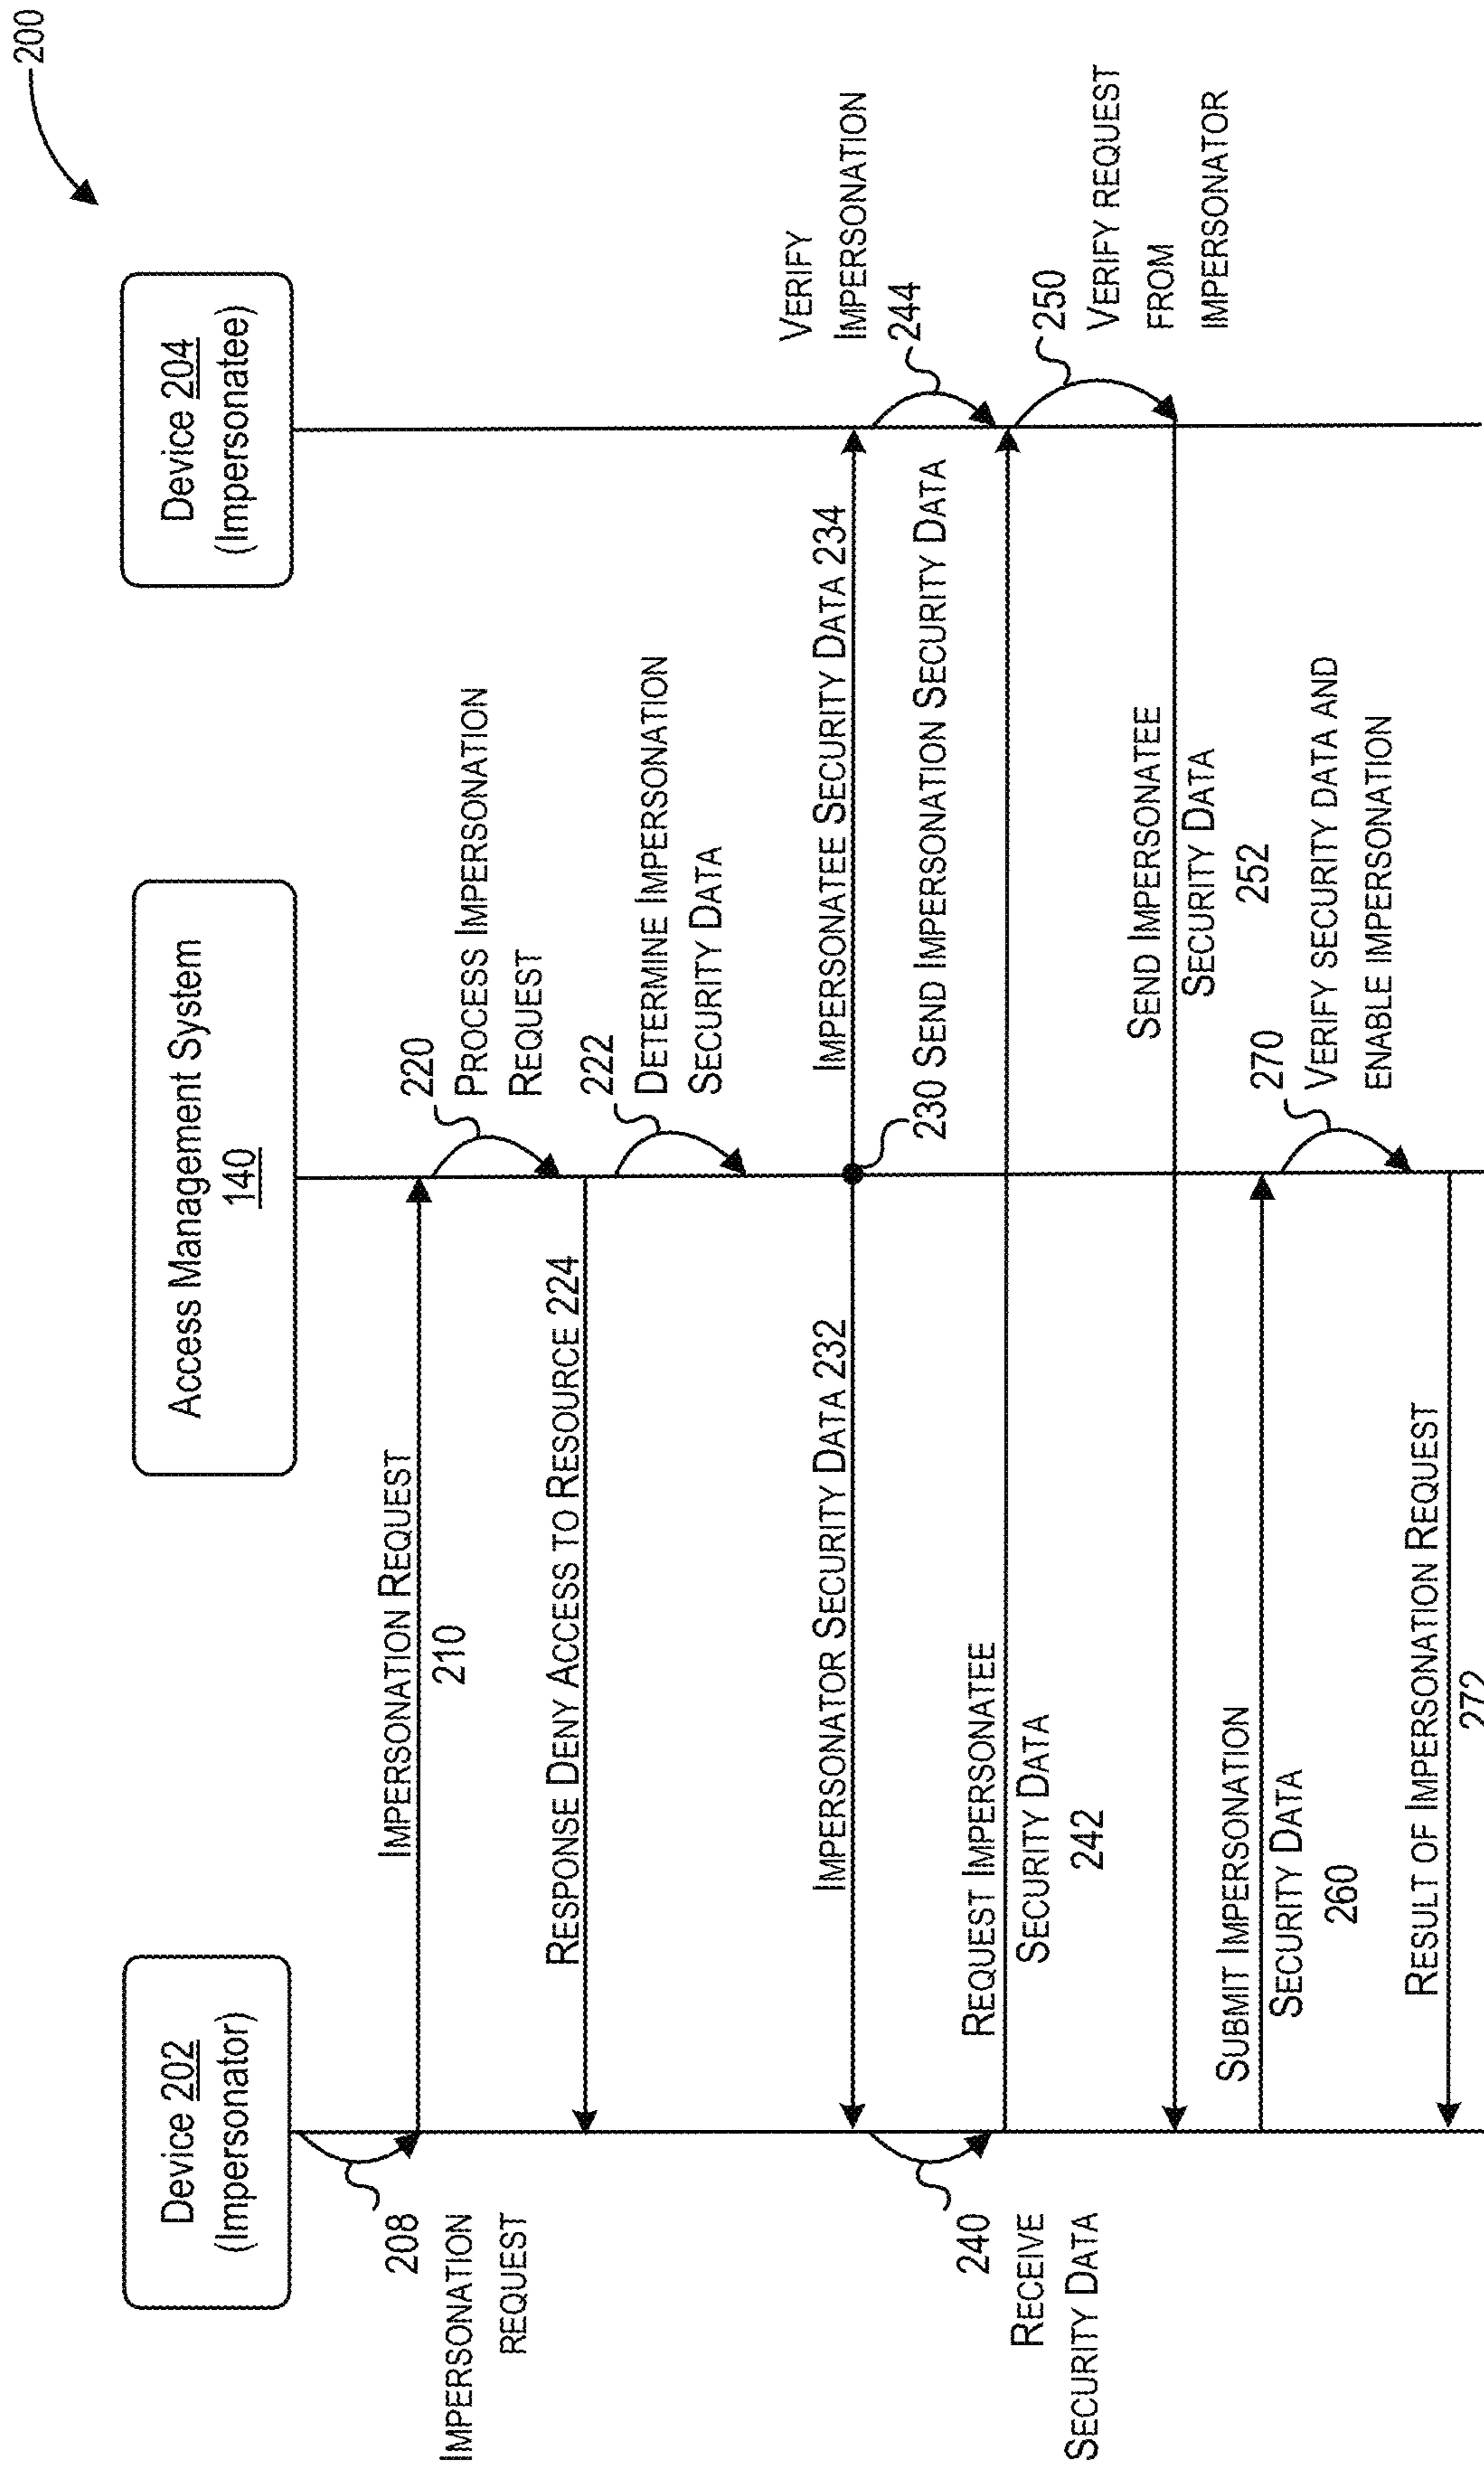 200
Device 202
(Impersonator)
Access Management System
140
Device 204
(Impersonatee)
208
IMPERSONATION
REQUEST
IMPERSONATION REQUEST
210
220
PROCESS IMPERSONATION
REQUEST
RESPONSE DENY ACCESS TO RESOURCE 224
222
DETERMINE IMPERSONATION
SECURITY DATA
IMPERSONATOR SECURITY DATA 232
IMPERSONATEE SECURITY DATA 234
230 SEND IMPERSONATION SECURITY DATA
VERIFY
IMPERSONATION
244
240
RECEIVE
SECURITY DATA
REQUEST IMPERSONATEE
SECURITY DATA
242
250
VERIFY REQUEST
FROM
IMPERSONATOR
SEND IMPERSONATEE
SECURITY DATA
252
SUBMIT IMPERSONATION
SECURITY DATA
260
270
VERIFY SECURITY DATA AND
ENABLE IMPERSONATION
RESULT OF IMPERSONATION REQUEST
272